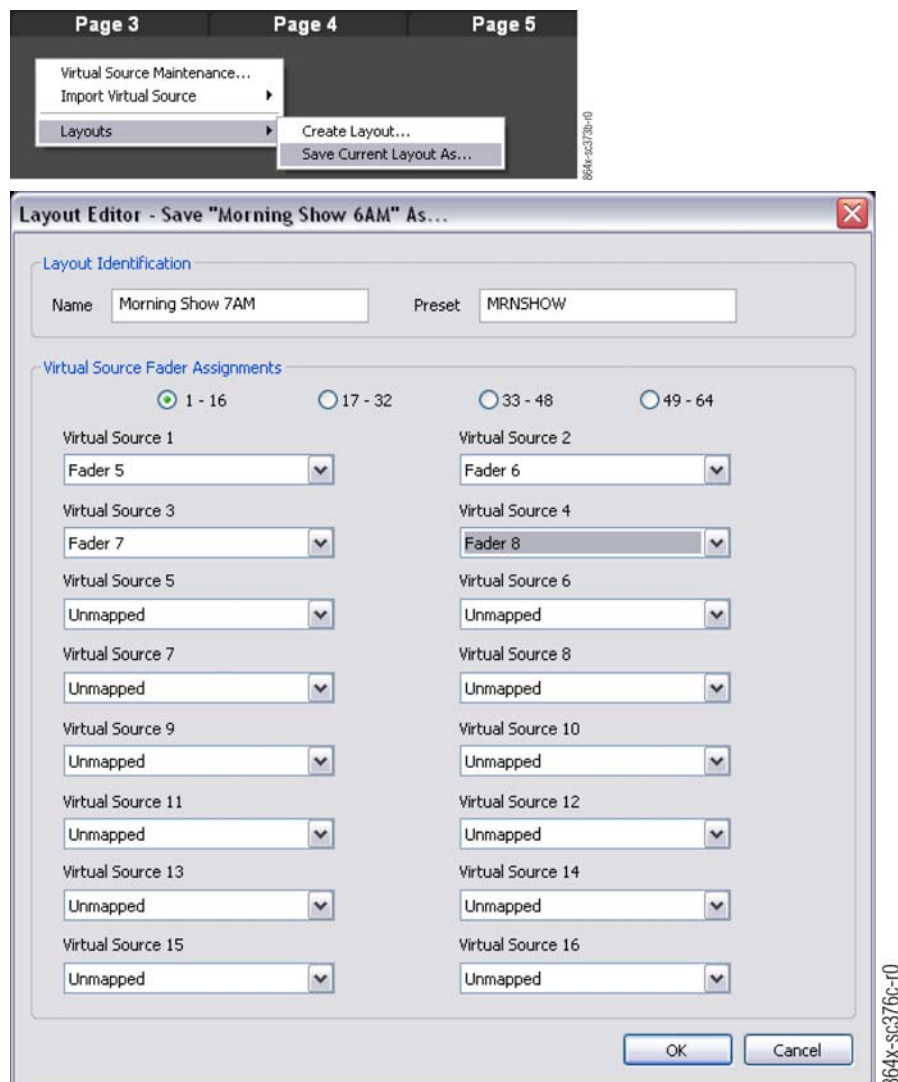 Page 3 Page 4 Page 5
Virtual Source Maintenance...
Import Virtual Source
Layouts
Create Layout...
Save Current Layout As...
864x-sc373b-r0
Layout Editor - Save "Morning Show 6AM" As...
Layout Identification
Name Morning Show 7AM Preset MRNSHOW
Virtual Source Fader Assignments
1 - 16 17 - 32 33 - 48 49 - 64
Virtual Source 1 Virtual Source 2
Fader 5 Fader 6
Virtual Source 3 Virtual Source 4
Fader 7 Fader 8
Virtual Source 5 Virtual Source 6
Unmapped Unmapped
Virtual Source 7 Virtual Source 8
Unmapped Unmapped
Virtual Source 9 Virtual Source 10
Unmapped Unmapped
Virtual Source 11 Virtual Source 12
Unmapped Unmapped
Virtual Source 13 Virtual Source 14
Unmapped Unmapped
Virtual Source 15 Virtual Source 16
Unmapped Unmapped
OK Cancel
864x-sc376c-r0